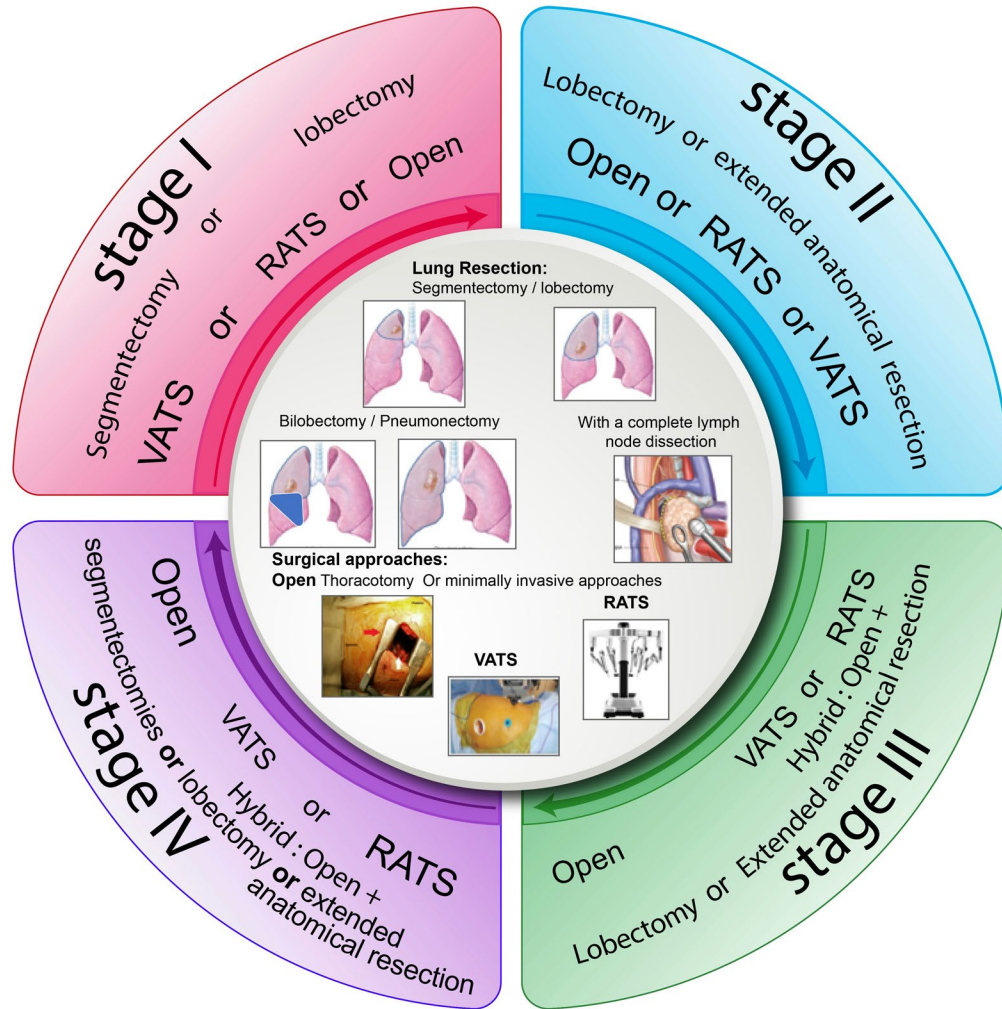 stage I
Segmentectomy or lobectomy
VATS or RATS or Open
stage II
Lobectomy or extended anatomical resection
Open or RATS or VATS
Lung Resection:
Segmentectomy / lobectomy
Bilobectomy / Pneumonectomy
With a complete lymph
node dissection
Surgical approaches:
Open Thoracotomy Or minimally invasive approaches
VATS
RATS
VATS or RATS
Hybrid : Open +
Open
Lobectomy or Extended anatomical resection
stage III
Open
VATS or RATS
Hybrid : Open +
segmentectomies or lobectomy or extended
anatomical resection
stage IV